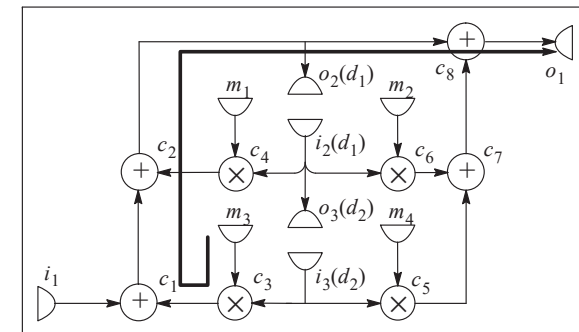 +
c₈
o₁
o₂(d₁)
m₁
m₂
c₂
c₄
i₂(d₁)
c₆
c₇
+
×
×
+
o₃(d₂)
m₃
m₄
i₁
c₁
c₃
i₃(d₂)
c₅
+
×
×